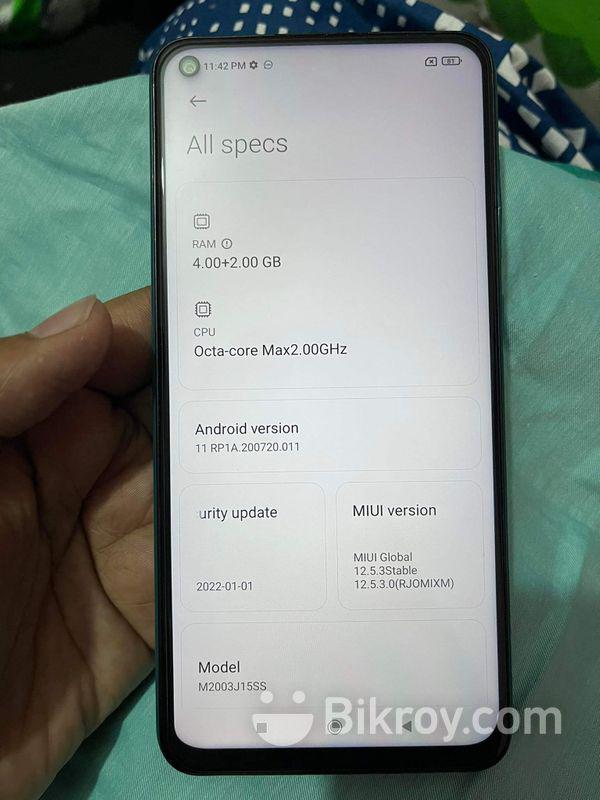 11:42 PM
81
All specs
RAM
4.00+2.00 GB
CPU
Octa-core Max2.00GHz
Android version
11 RP1A.200720.011
urity update
2022-01-01
MIUI version
MIUI Global
12.5.3Stable
12.5.3.0(RJOMIXM)
Model
M2003J15SS
Bikroy.com